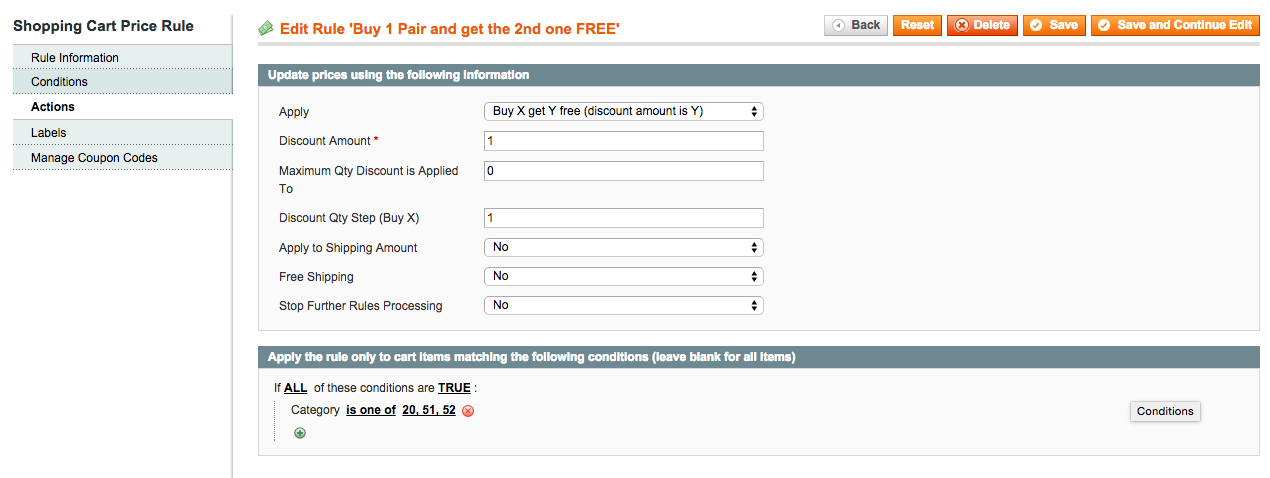 Shopping Cart Price Rule
Rule Information
Conditions
Actions
Labels
Manage Coupon Codes
Edit Rule 'Buy 1 Pair and get the 2nd one FREE'
Back Reset Delete Save Save and Continue Edit
Update prices using the following information
Apply Buy X get Y free (discount amount is Y)
Discount Amount * 1
Maximum Qty Discount is Applied 0
To
Discount Qty Step (Buy X) 1
Apply to Shipping Amount No
Free Shipping No
Stop Further Rules Processing No
Apply the rule only to cart items matching the following conditions (leave blank for all items)
If ALL of these conditions are TRUE :
Category is one of 20, 51, 52
Conditions